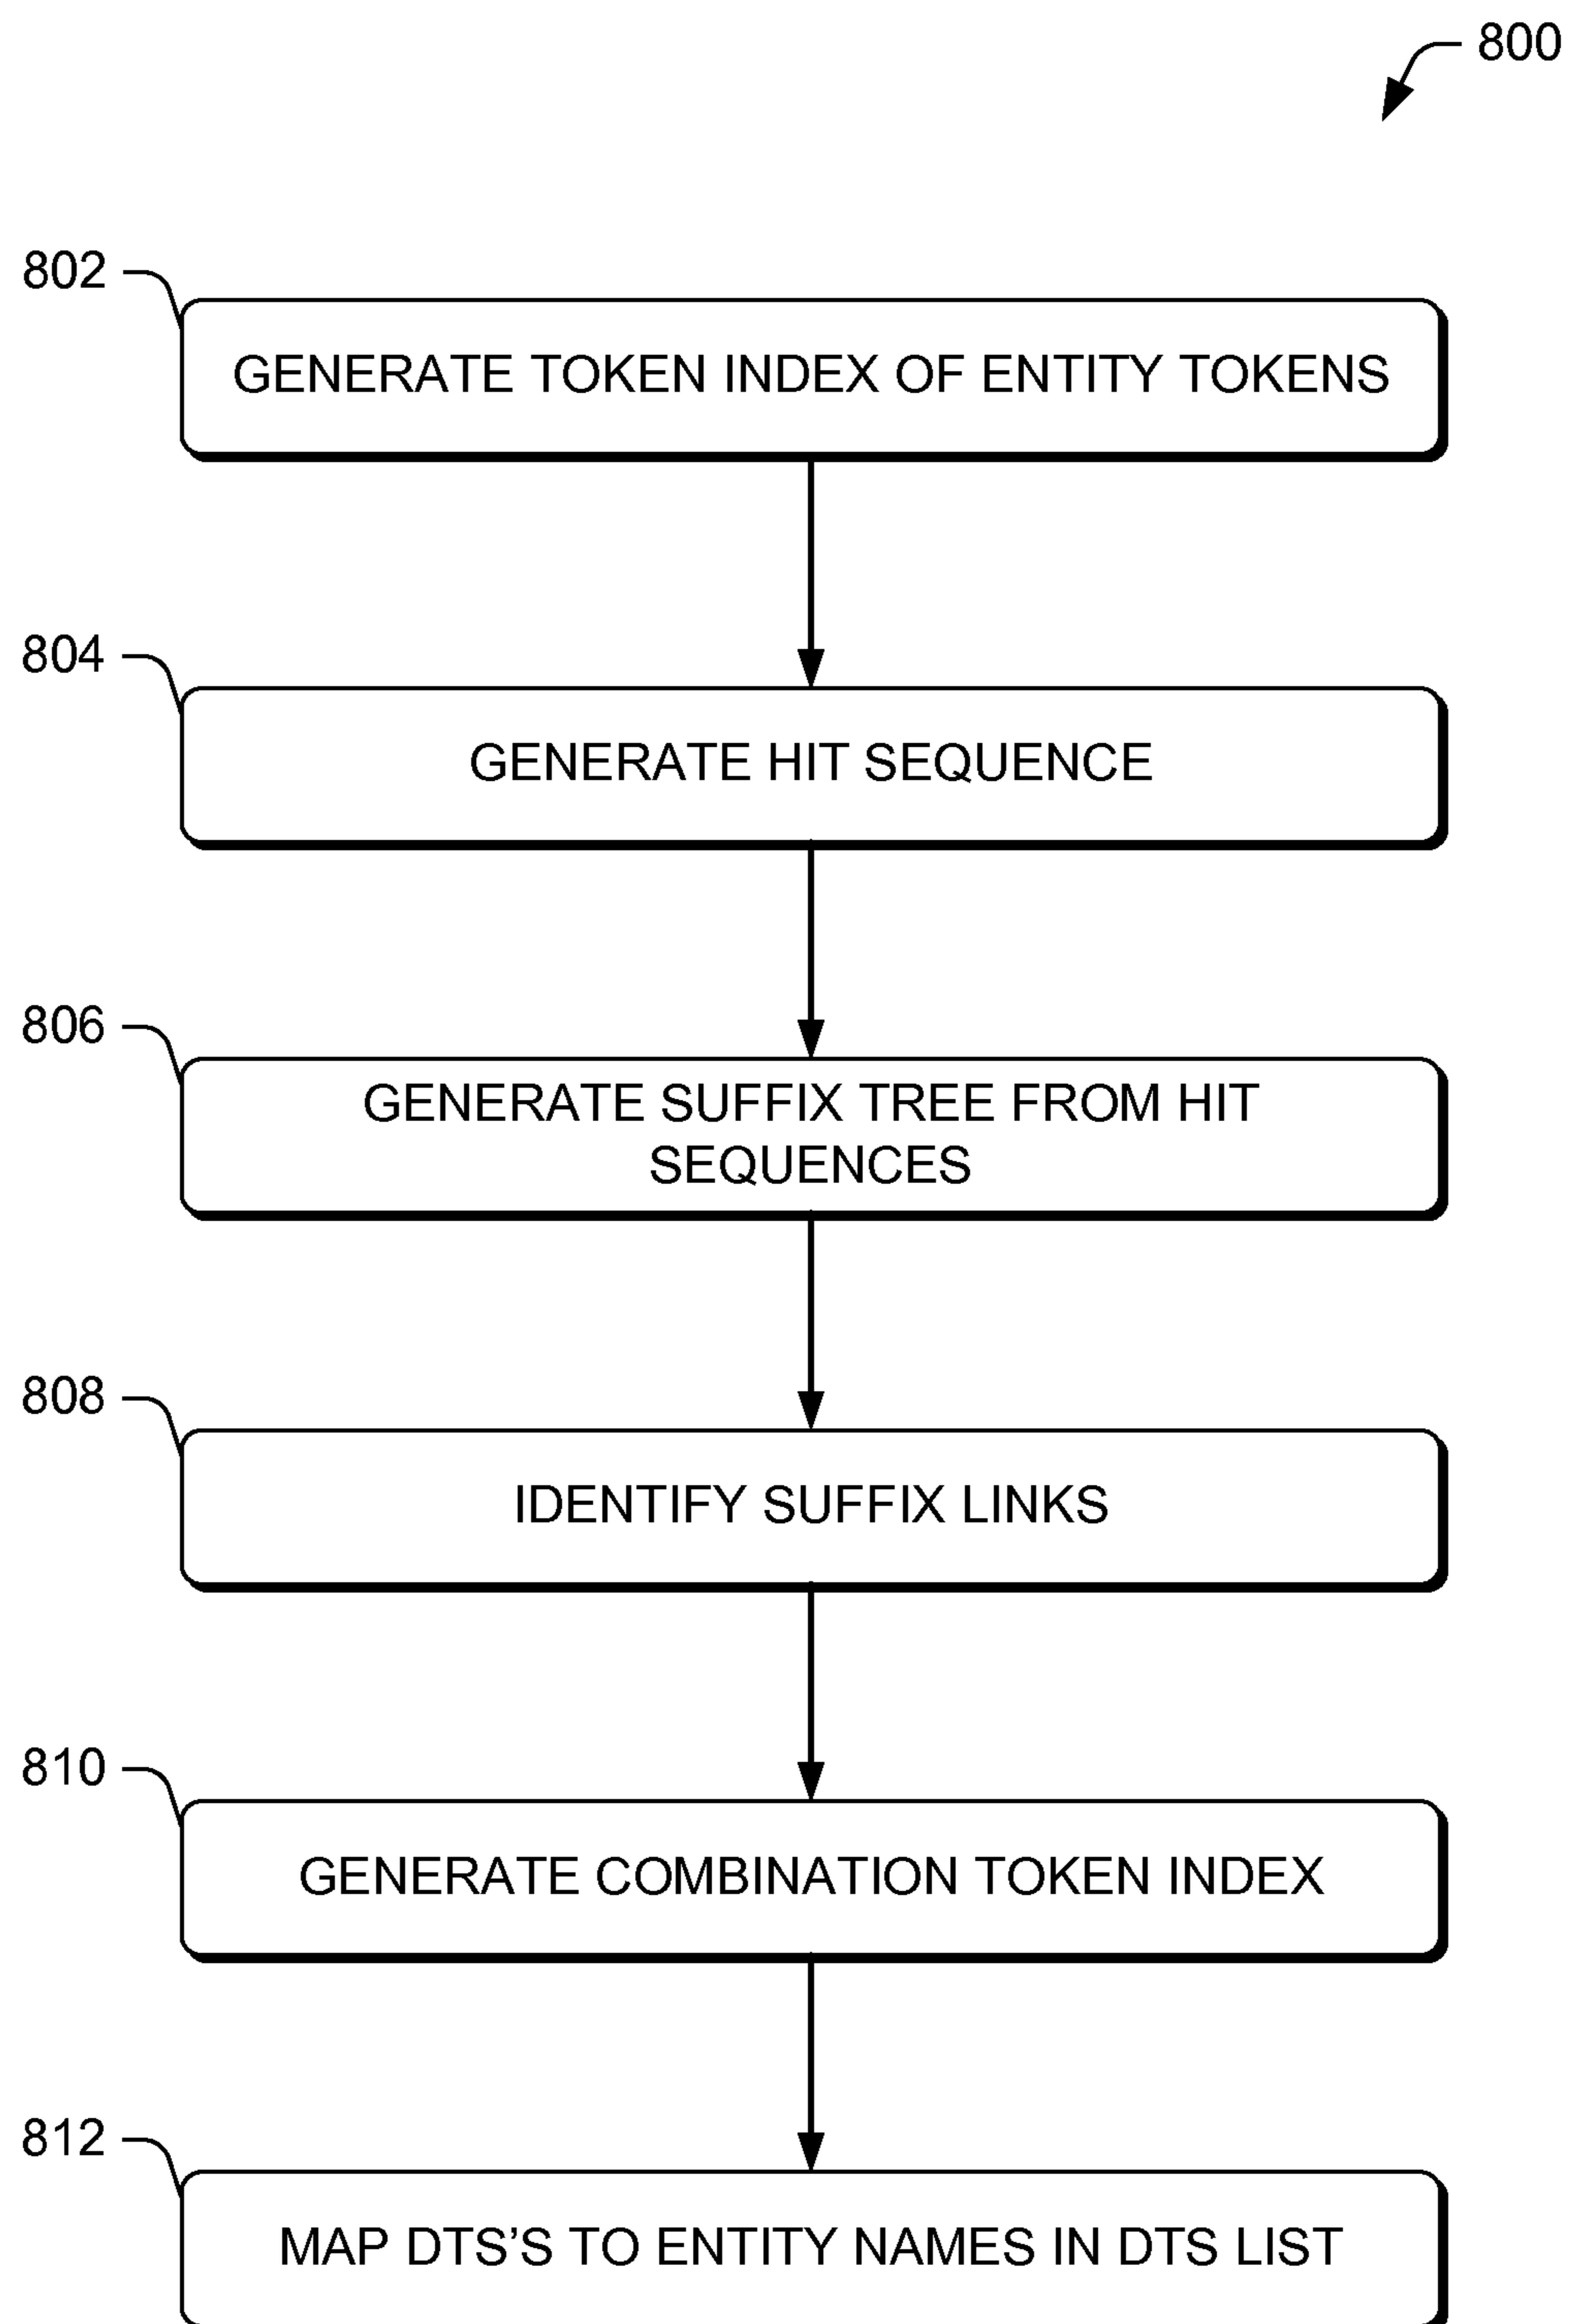 800
802
GENERATE TOKEN INDEX OF ENTITY TOKENS
804
GENERATE HIT SEQUENCE
806
GENERATE SUFFIX TREE FROM HIT
SEQUENCES
808
IDENTIFY SUFFIX LINKS
810
GENERATE COMBINATION TOKEN INDEX
812
MAP DTS'S TO ENTITY NAMES IN DTS LIST